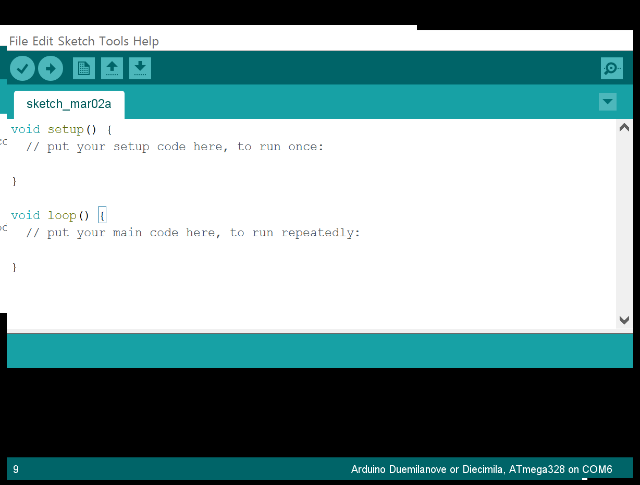 File Edit Sketch Tools Help
sketch_mar02a
void setup() {
  // put your setup code here, to run once:
}
void loop() {
  // put your main code here, to run repeatedly:
}
9
Arduino Duemilanove or Diecimila, ATmega328 on COM6